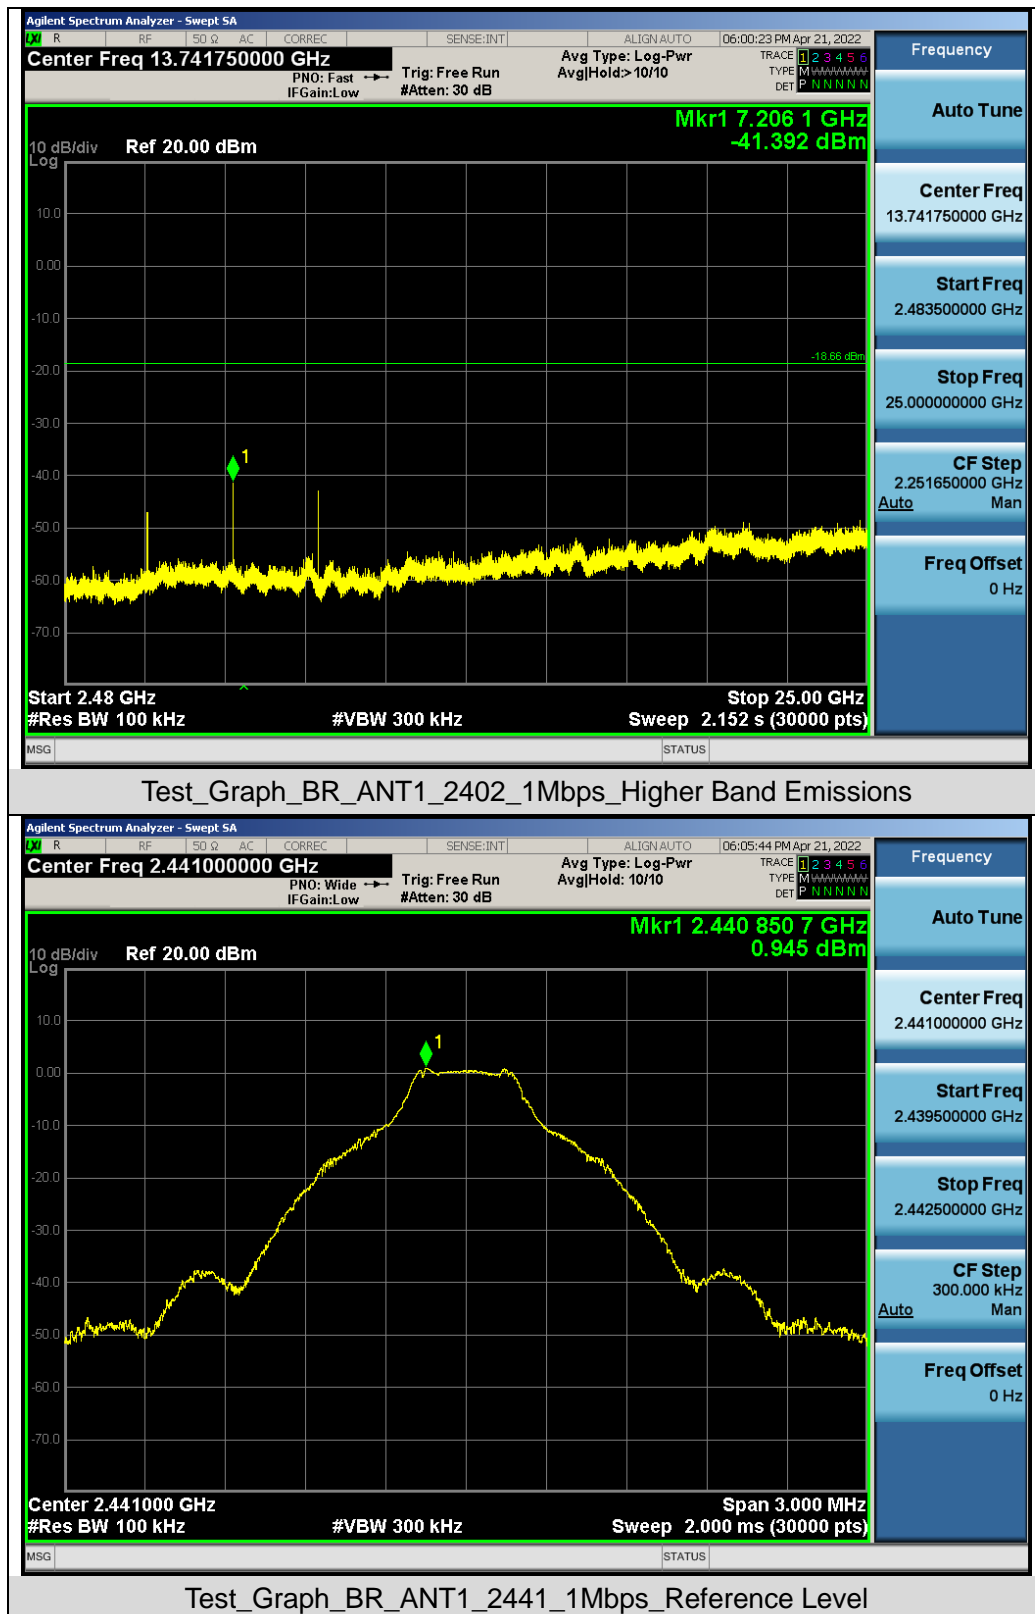 Agilent Spectrum Analyzer - Swept SA
LXI R RF 50 Ω AC CORREC SENSE:INT ALIGN AUTO 06:00:23 PM Apr 21, 2022
Center Freq 13.741750000 GHz
PNO: Fast
IFGain:Low
Trig: Free Run
#Atten: 30 dB
Avg Type: Log-Pwr
Avg|Hold:>10/10
TRACE 1 2 3 4 5 6
TYPE M
DET P N N N N N
Mkr1 7.206 1 GHz
-41.392 dBm
10 dB/div Ref 20.00 dBm
Log
10.0
0.00
-10.0
-18.66 dBm
-20.0
-30.0
-40.0
1
-50.0
-60.0
-70.0
Start 2.48 GHz Stop 25.00 GHz
#Res BW 100 kHz #VBW 300 kHz Sweep 2.152 s (30000 pts)
MSG STATUS
Frequency
Auto Tune
Center Freq
13.741750000 GHz
Start Freq
2.483500000 GHz
Stop Freq
25.000000000 GHz
CF Step
2.251650000 GHz
Auto Man
Freq Offset
0 Hz
Test_Graph_BR_ANT1_2402_1Mbps_Higher Band Emissions
Agilent Spectrum Analyzer - Swept SA
LXI R RF 50 Ω AC CORREC SENSE:INT ALIGN AUTO 06:05:44 PM Apr 21, 2022
Center Freq 2.441000000 GHz
PNO: Wide
IFGain:Low
Trig: Free Run
#Atten: 30 dB
Avg Type: Log-Pwr
Avg|Hold: 10/10
TRACE 1 2 3 4 5 6
TYPE M
DET P N N N N N
Mkr1 2.440 850 7 GHz
0.945 dBm
10 dB/div Ref 20.00 dBm
Log
10.0
1
0.00
-10.0
-20.0
-30.0
-40.0
-50.0
-60.0
-70.0
Center 2.441000 GHz Span 3.000 MHz
#Res BW 100 kHz #VBW 300 kHz Sweep 2.000 ms (30000 pts)
MSG STATUS
Frequency
Auto Tune
Center Freq
2.441000000 GHz
Start Freq
2.439500000 GHz
Stop Freq
2.442500000 GHz
CF Step
300.000 kHz
Auto Man
Freq Offset
0 Hz
Test_Graph_BR_ANT1_2441_1Mbps_Reference Level